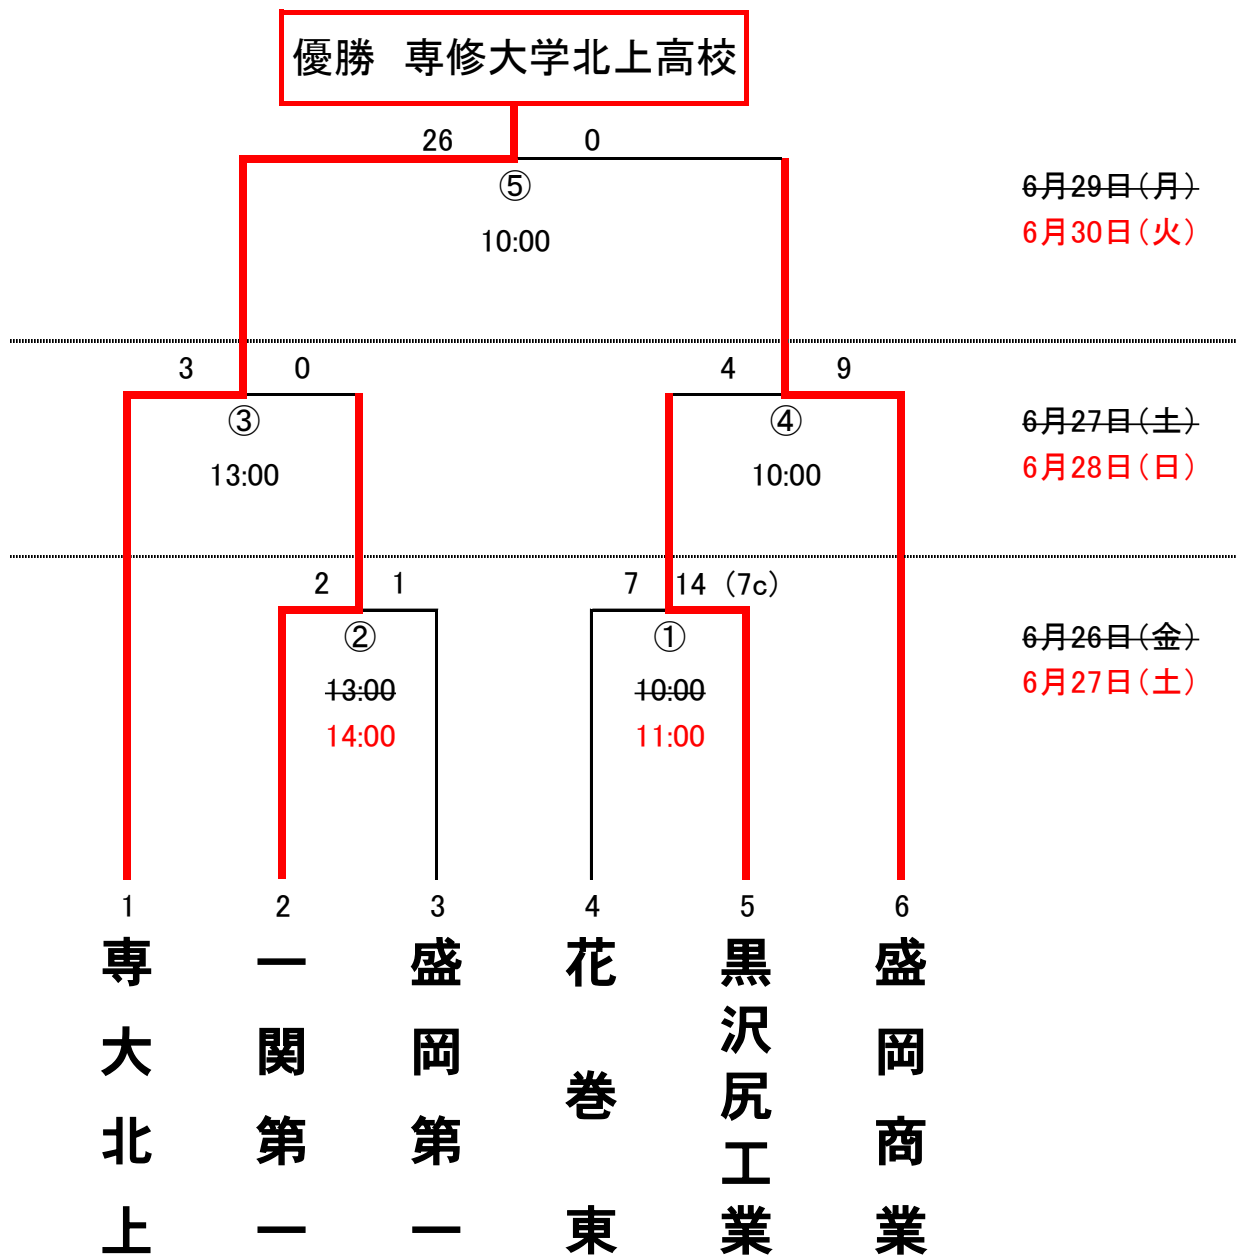 優勝 専修大学北上高校
26 0
⑤
10:00
6月29日(月)
6月30日(火)
3 0 4 9
③ ④
13:00 10:00
6月27日(土)
6月28日(日)
2 1 7 14 (7c)
② ①
13:00 10:00
14:00 11:00
6月26日(金)
6月27日(土)
1 2 3 4 5 6
専大北上
一関第一
盛岡第一
花巻東
黒沢尻工業
盛岡商業